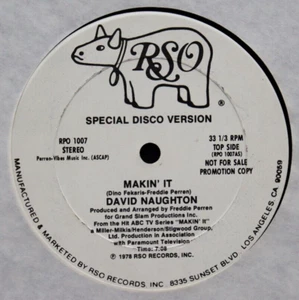 RSO
SPECIAL DISCO VERSION
RPO 1007
STEREO
Perren-Vibes Music Inc. (ASCAP)
33 1/3 RPM
TOP SIDE
(RPO 1007AS)
NOT FOR SALE
PROMOTION COPY
MAKIN' IT
(Dino Fekaris-Freddie Perren)
DAVID NAUGHTON
Produced and Arranged by Freddie Perren
for Grand Slam Productions Inc.
From the Hit ABC TV Series "MAKIN' IT"
a Miller-Milkis/Henderson/Stigwood Group,
Ltd. Production in Association
with Paramount Television
Time: 7:08
℗ 1978 RSO RECORDS, INC.
MANUFACTURED & MARKETED BY RSO RECORDS, INC. 8335 SUNSET BLVD. LOS ANGELES, CA 90069